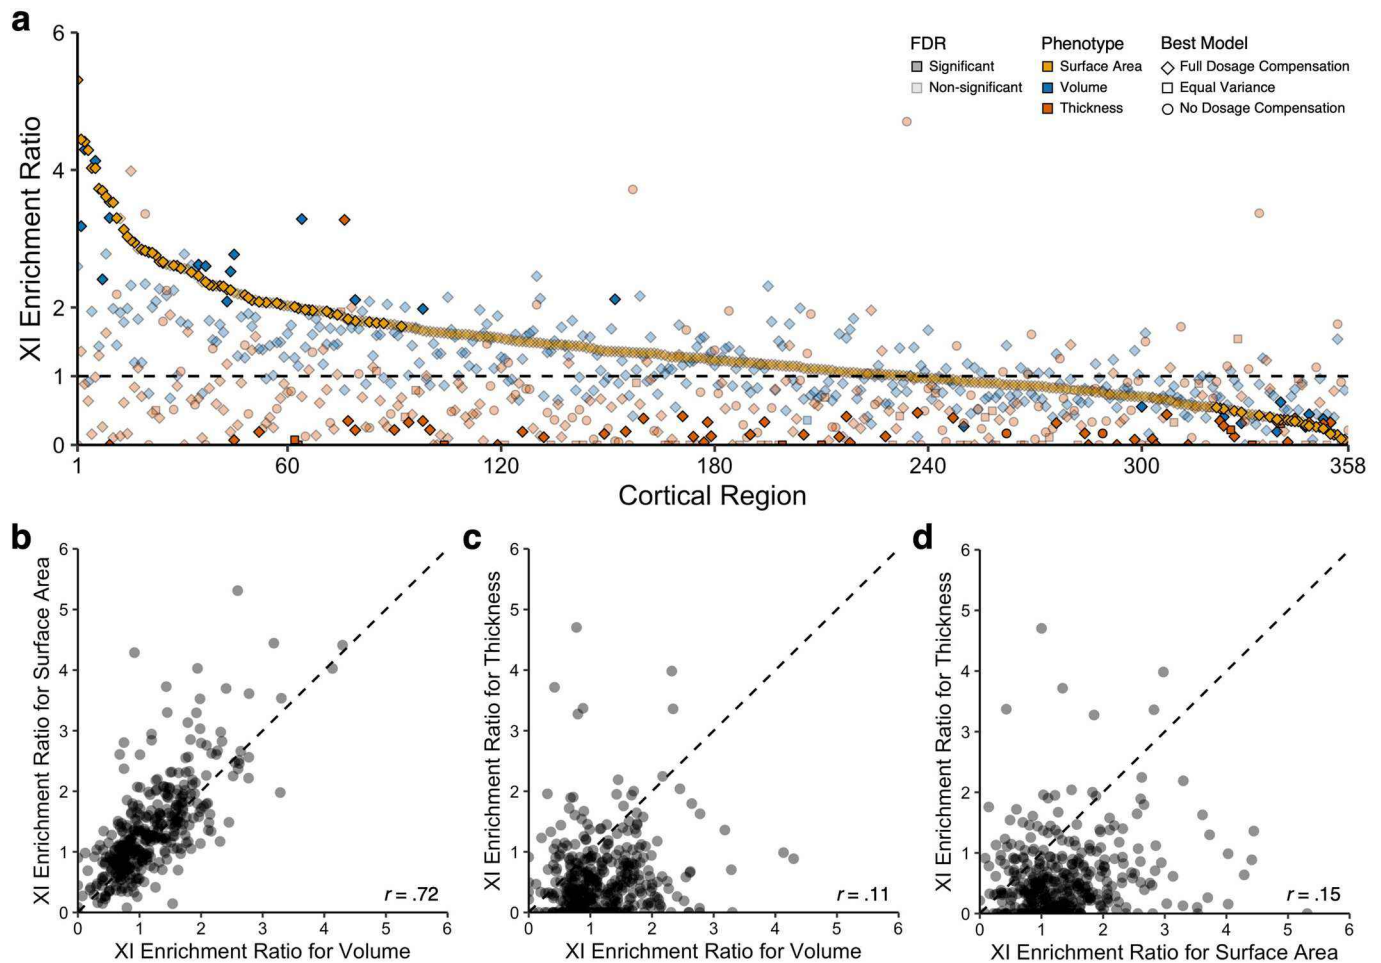 a
6
4
2
1
0
XI Enrichment Ratio
FDR
Significant
Non-significant
Phenotype
Surface Area
Volume
Thickness
Best Model
Full Dosage Compensation
Equal Variance
No Dosage Compensation
1 60 120 180 240 300 358
Cortical Region
b
6
5
4
3
2
1
0
XI Enrichment Ratio for Surface Area
r = .72
0 1 2 3 4 5 6
XI Enrichment Ratio for Volume
c
6
5
4
3
2
1
0
XI Enrichment Ratio for Thickness
r = .11
0 1 2 3 4 5 6
XI Enrichment Ratio for Volume
d
6
5
4
3
2
1
0
XI Enrichment Ratio for Thickness
r = .15
0 1 2 3 4 5 6
XI Enrichment Ratio for Surface Area